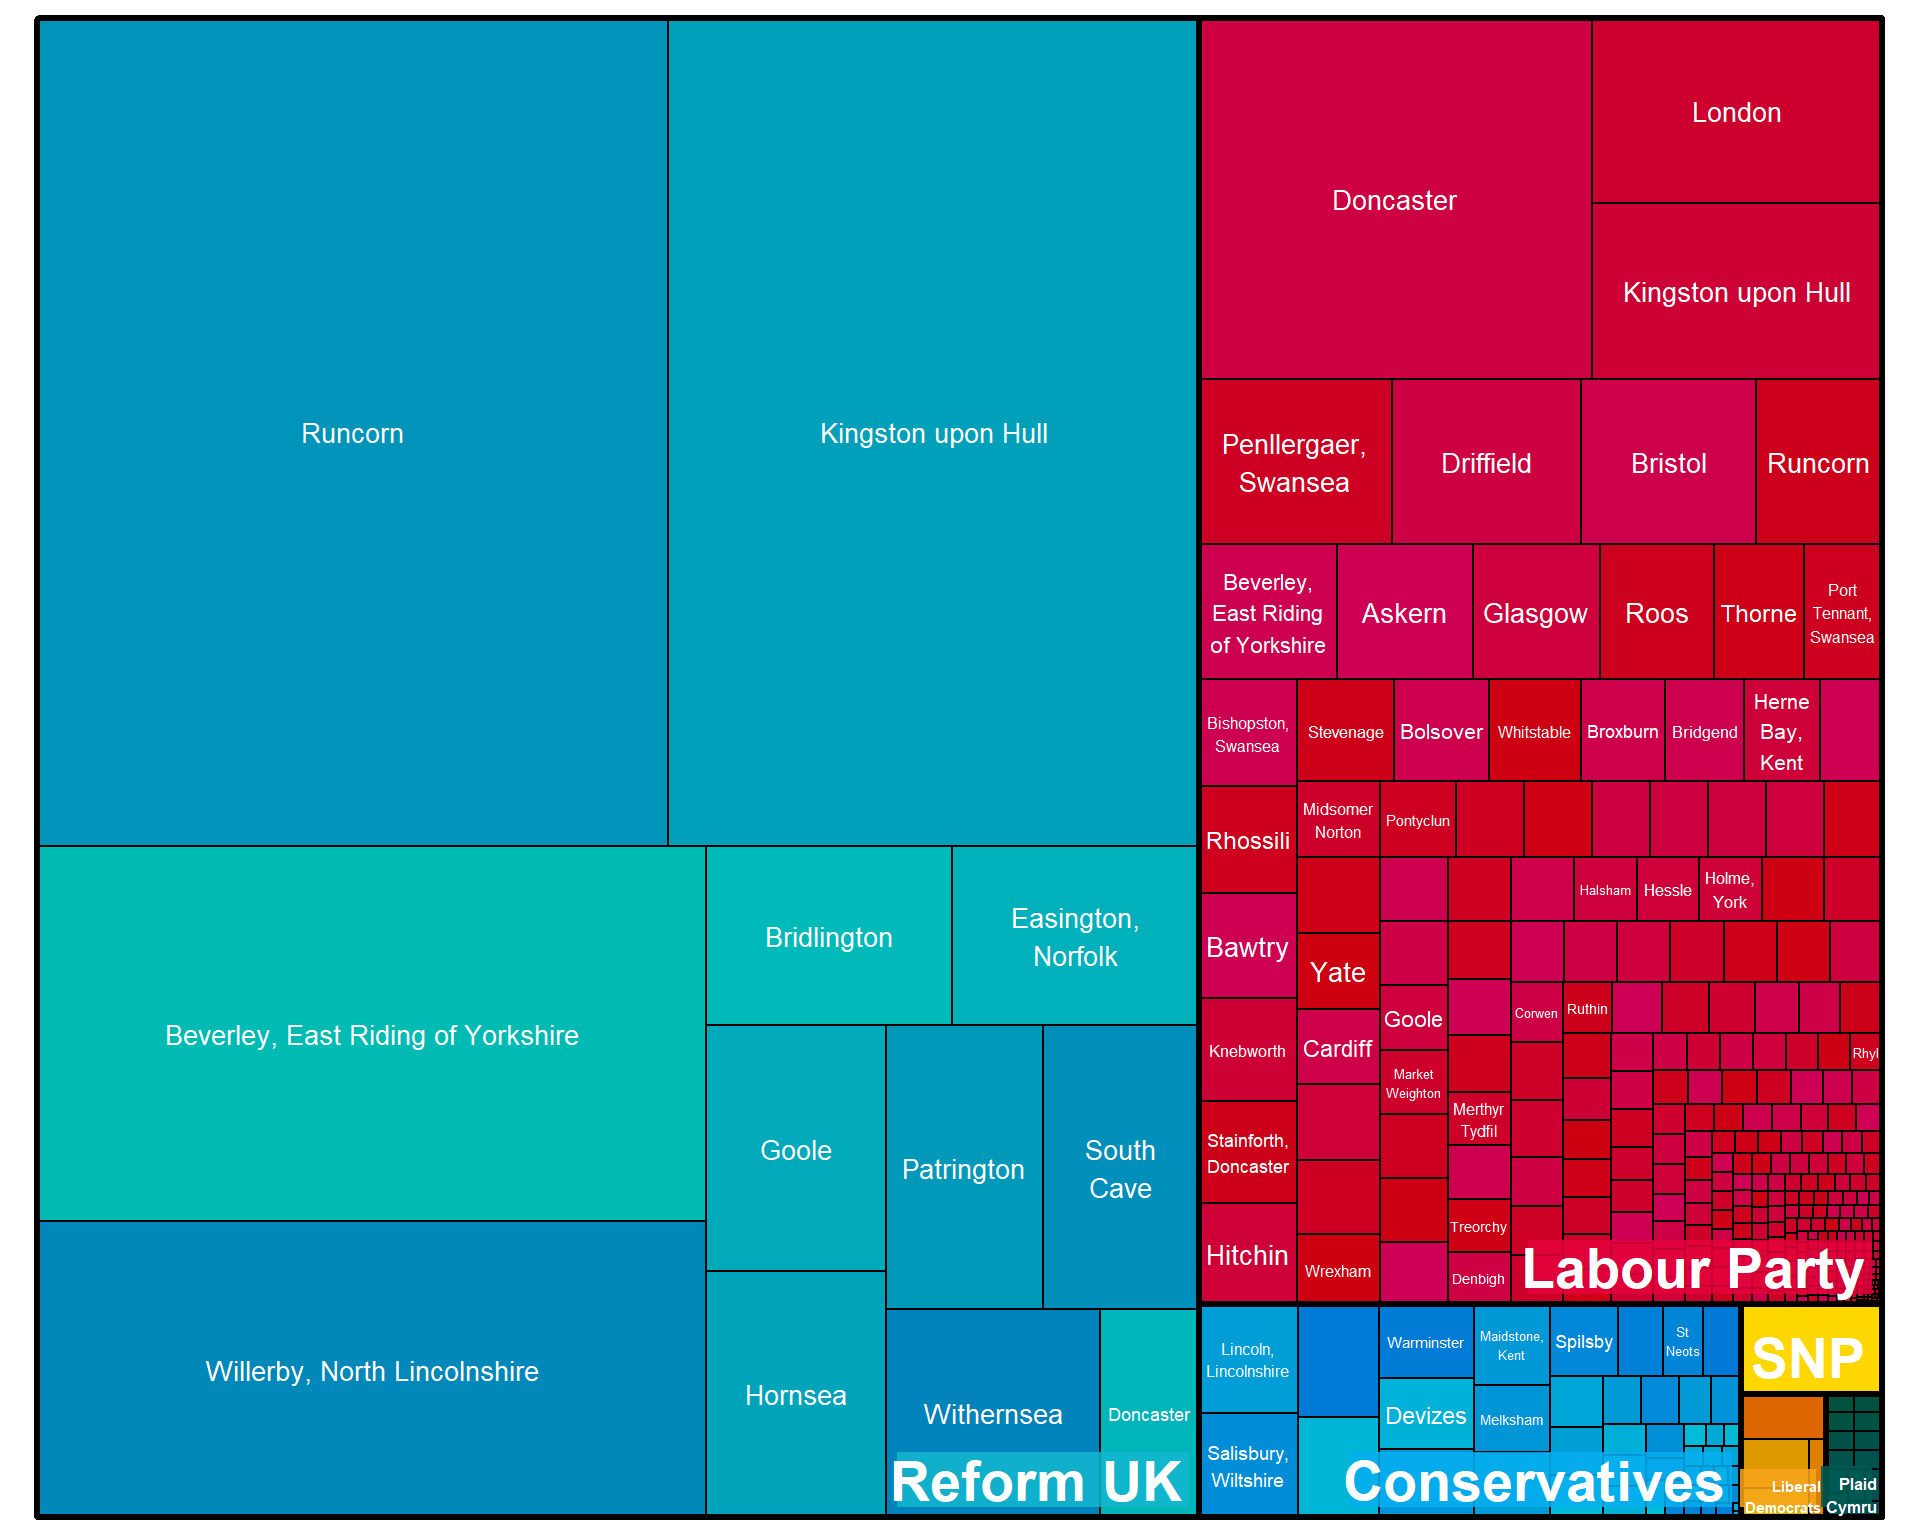 Runcorn
Kingston upon Hull
Beverley, East Riding of Yorkshire
Willerby, North Lincolnshire
Bridlington
Easington,
Norfolk
Goole
Patrington
South
Cave
Hornsea
Withernsea
Doncaster
Reform UK
Doncaster
London
Kingston upon Hull
Penllergaer,
Swansea
Driffield
Bristol
Runcorn
Beverley,
East Riding
of Yorkshire
Askern
Glasgow
Roos
Thorne
Port
Tennant,
Swansea
Bishopston,
Swansea
Stevenage
Bolsover
Whitstable
Broxburn
Bridgend
Herne
Bay,
Kent
Rhossili
Midsomer
Norton
Pontyclun
Halsham
Hessle
Holme,
York
Bawtry
Yate
Goole
Corwen
Ruthin
Knebworth
Cardiff
Market
Weighton
Rhyl
Stainforth,
Doncaster
Merthyr
Tydfil
Hitchin
Wrexham
Treorchy
Denbigh
Labour Party
Lincoln,
Lincolnshire
Warminster
Maidstone,
Kent
Spilsby
St
Neots
Salisbury,
Wiltshire
Devizes
Melksham
Conservatives
SNP
Liberal
Democrats
Plaid
Cymru